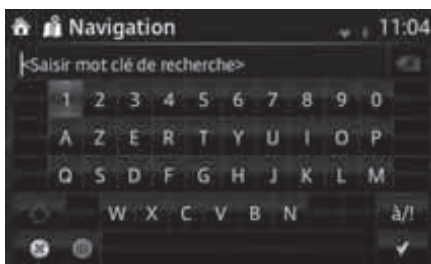 Navigation 11:04
<Saisir mot clé de recherche>
1 2 3 4 5 6 7 8 9 0
A Z E R T Y U I O P
Q S D F G H J K L M
W X C V B N à/!